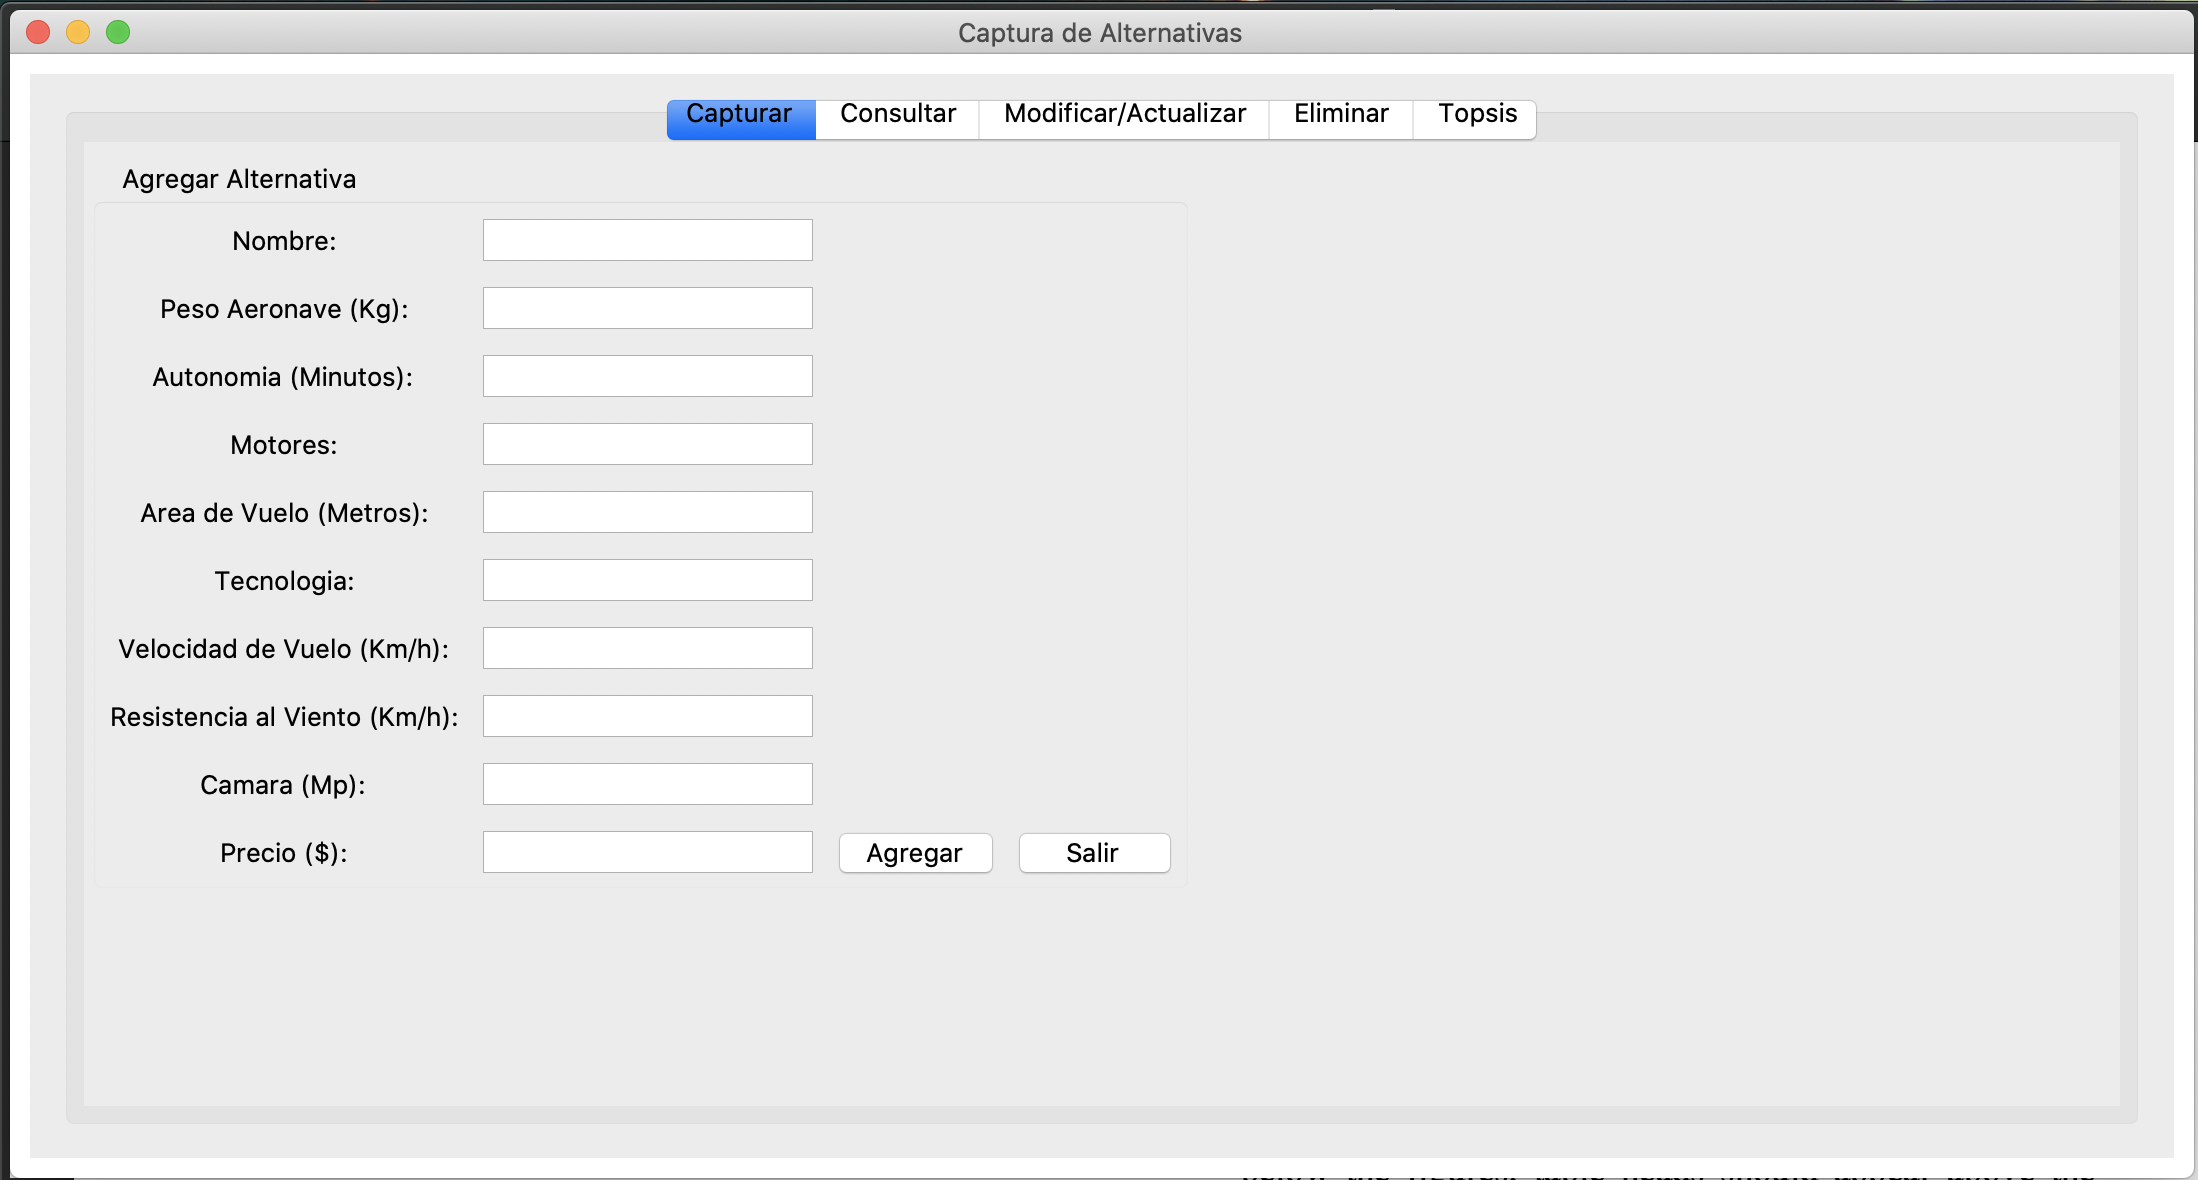 Captura de Alternativas
Capturar Consultar Modificar/Actualizar Eliminar Topsis
Agregar Alternativa
Nombre:
Peso Aeronave (Kg):
Autonomia (Minutos):
Motores:
Area de Vuelo (Metros):
Tecnologia:
Velocidad de Vuelo (Km/h):
Resistencia al Viento (Km/h):
Camara (Mp):
Precio ($): Agregar Salir